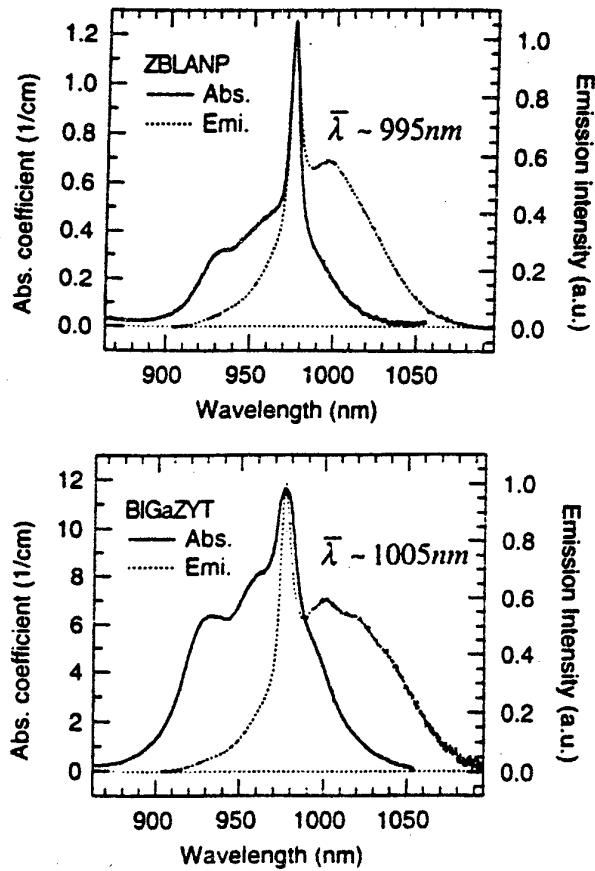 ZBLANP
Abs.
Emi.
λ̅ ~ 995nm
Abs. coefficient (1/cm)
1.2
1.0
0.8
0.6
0.4
0.2
0.0
Emission intensity (a.u.)
1.0
0.8
0.6
0.4
0.2
0.0
900 950 1000 1050
Wavelength (nm)
BIGaZYT
Abs.
Emi.
λ̅ ~ 1005nm
Abs. coefficient (1/cm)
12
10
8
6
4
2
0
Emission Intensity (a.u.)
1.0
0.8
0.6
0.4
0.2
0.0
900 950 1000 1050
Wavelength (nm)